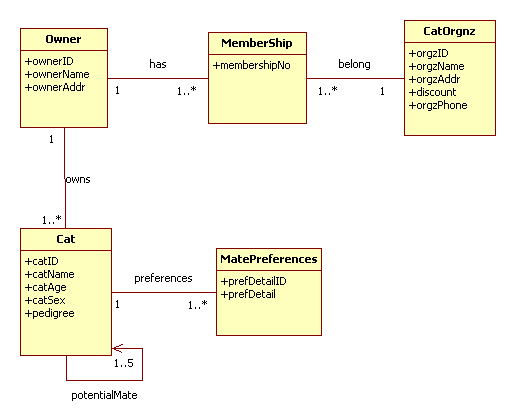 Owner
+ownerID
+ownerName
+ownerAddr
has
1
1..*
MemberShip
+membershipNo
belong
1..*
1
CatOrgnz
+orgzID
+orgzName
+orgzAddr
+discount
+orgzPhone
1
owns
1..*
Cat
+catID
+catName
+catAge
+catSex
+pedigree
preferences
1
1..*
MatePreferences
+prefDetailID
+prefDetail
1..5
potentialMate